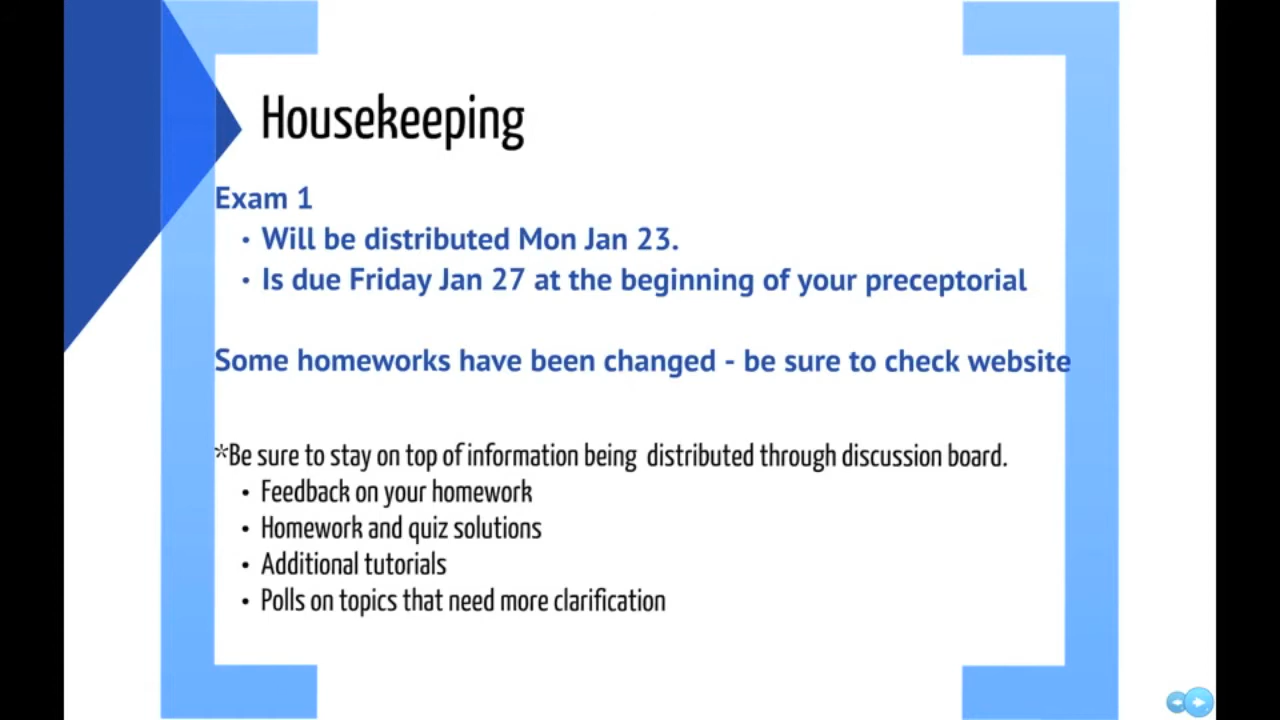 Housekeeping
Exam 1
• Will be distributed Mon Jan 23.
• Is due Friday Jan 27 at the beginning of your preceptorial
Some homeworks have been changed - be sure to check website
*Be sure to stay on top of information being distributed through discussion board.
• Feedback on your homework
• Homework and quiz solutions
• Additional tutorials
• Polls on topics that need more clarification